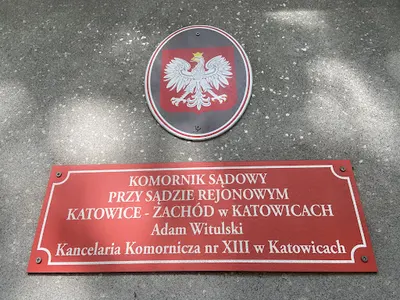 KOMORNIK SĄDOWY
PRZY SĄDZIE REJONOWYM
KATOWICE - ZACHÓD w KATOWICACH
Adam Witulski
Kancelaria Komornicza nr XIII w Katowicach